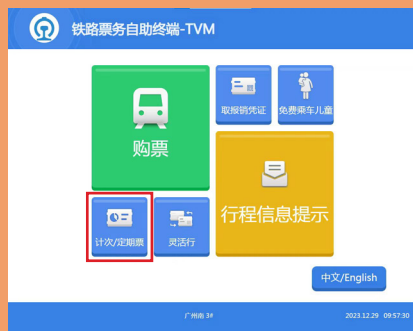 铁路票务自助终端-TVM
购票
取报销凭证
免费乘车儿童
计次/定期票
灵活行
行程信息提示
中文/English
广州南 3#
2023.12.29 09:57:30